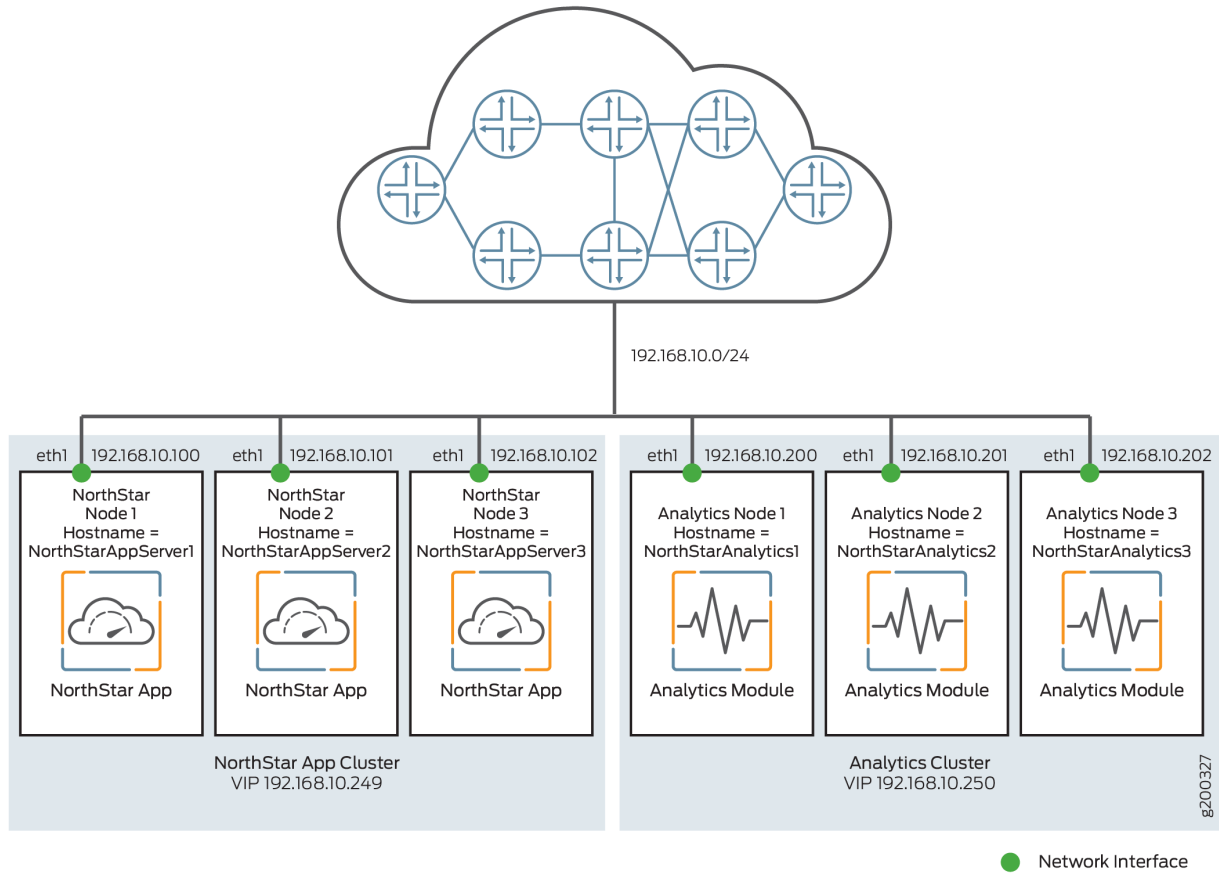 192.168.10.0/24
eth1 192.168.10.100
eth1 192.168.10.101
eth1 192.168.10.102
eth1 192.168.10.200
eth1 192.168.10.201
eth1 192.168.10.202
NorthStar
Node 1
Hostname =
NorthStarAppServer1
NorthStar App
NorthStar
Node 2
Hostname =
NorthStarAppServer2
NorthStar App
NorthStar
Node 3
Hostname =
NorthStarAppServer3
NorthStar App
Analytics Node 1
Hostname =
NorthStarAnalytics1
Analytics Module
Analytics Node 2
Hostname =
NorthStarAnalytics2
Analytics Module
Analytics Node 3
Hostname =
NorthStarAnalytics3
Analytics Module
NorthStar App Cluster
VIP 192.168.10.249
Analytics Cluster
VIP 192.168.10.250
g200327
Network Interface